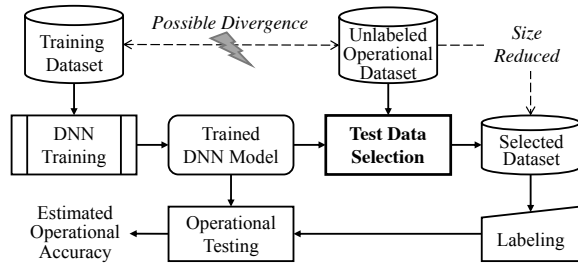 Training
Dataset
Possible Divergence
Unlabeled
Operational
Dataset
Size
Reduced
DNN
Training
Trained
DNN Model
Test Data
Selection
Selected
Dataset
Estimated
Operational
Accuracy
Operational
Testing
Labeling